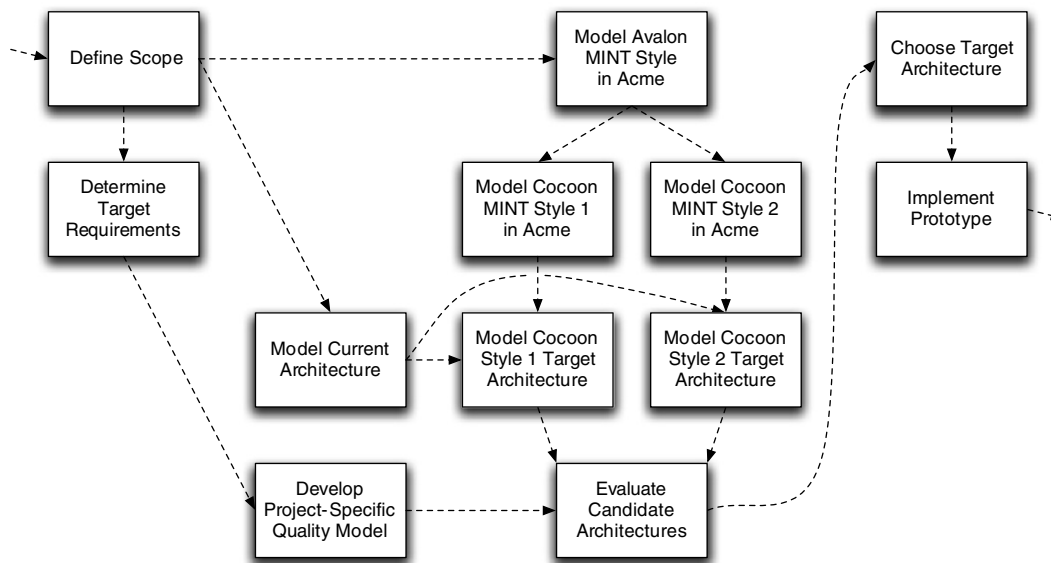 Define Scope
Model Avalon
MINT Style
in Acme
Choose Target
Architecture
Determine
Target
Requirements
Model Cocoon
MINT Style 1
in Acme
Model Cocoon
MINT Style 2
in Acme
Implement
Prototype
Model Current
Architecture
Model Cocoon
Style 1 Target
Architecture
Model Cocoon
Style 2 Target
Architecture
Develop
Project-Specific
Quality Model
Evaluate
Candidate
Architectures